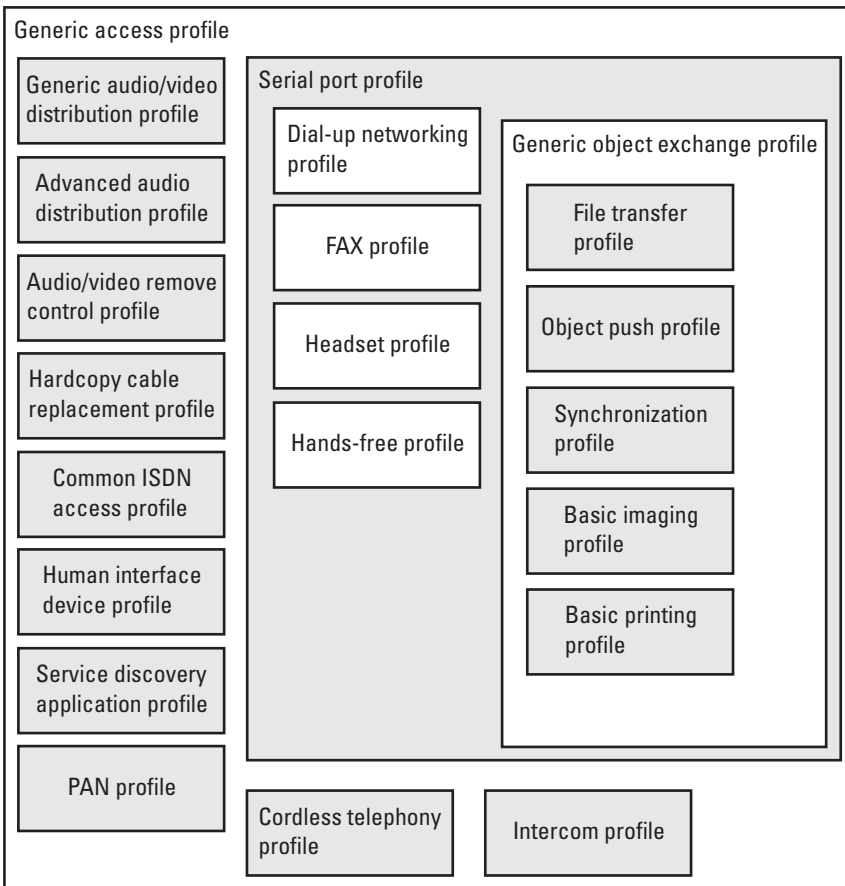 Generic access profile
Generic audio/video
distribution profile
Advanced audio
distribution profile
Audio/video remove
control profile
Hardcopy cable
replacement profile
Common ISDN
access profile
Human interface
device profile
Service discovery
application profile
PAN profile
Serial port profile
Dial-up networking
profile
FAX profile
Headset profile
Hands-free profile
Generic object exchange profile
File transfer
profile
Object push profile
Synchronization
profile
Basic imaging
profile
Basic printing
profile
Cordless telephony
profile
Intercom profile